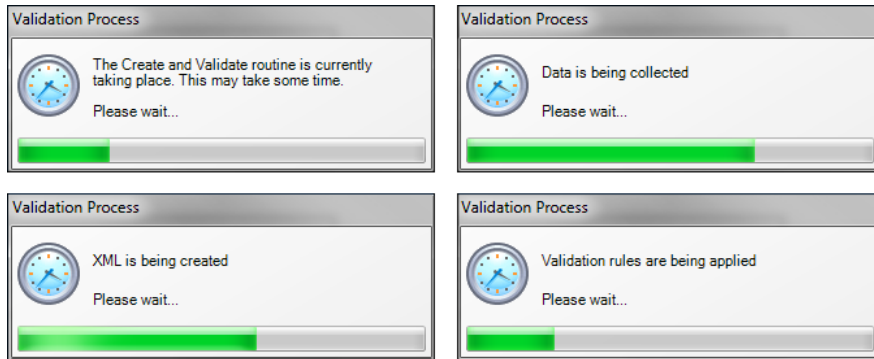 Validation Process
The Create and Validate routine is currently
taking place. This may take some time.
Please wait...
Validation Process
Data is being collected
Please wait...
Validation Process
XML is being created
Please wait...
Validation Process
Validation rules are being applied
Please wait...